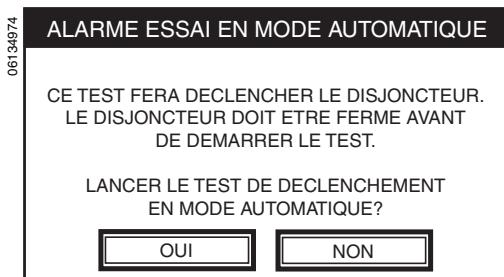 06134974
ALARME ESSAI EN MODE AUTOMATIQUE
CE TEST FERA DECLENCHER LE DISJONCTEUR.
LE DISJONCTEUR DOIT ETRE FERME AVANT
DE DEMARRER LE TEST.
LANCER LE TEST DE DECLENCHEMENT
EN MODE AUTOMATIQUE?
OUI
NON